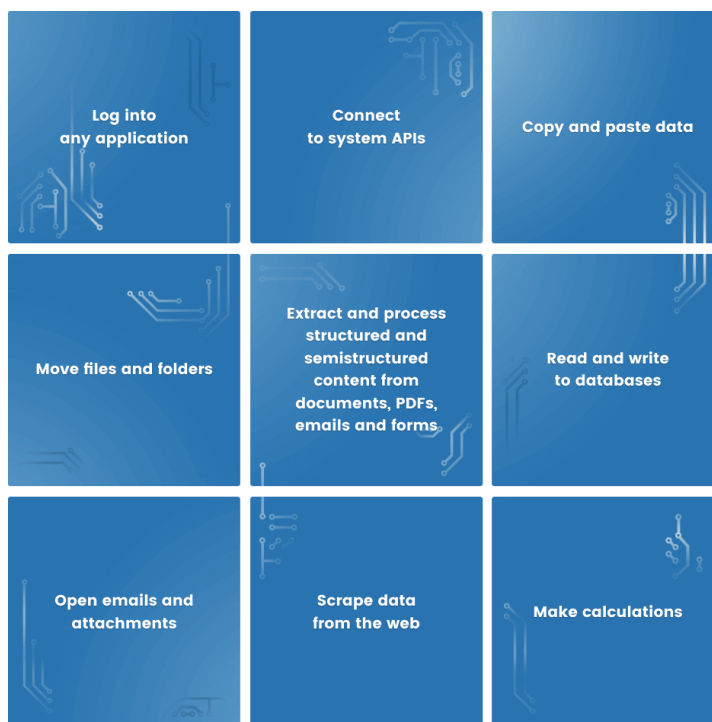 Log into
any application
Connect
to system APIs
Copy and paste data
Move files and folders
Extract and process
structured and
semistructured
content from
documents, PDFs,
emails and forms
Read and write
to databases
Open emails and
attachments
Scrape data
from the web
Make calculations